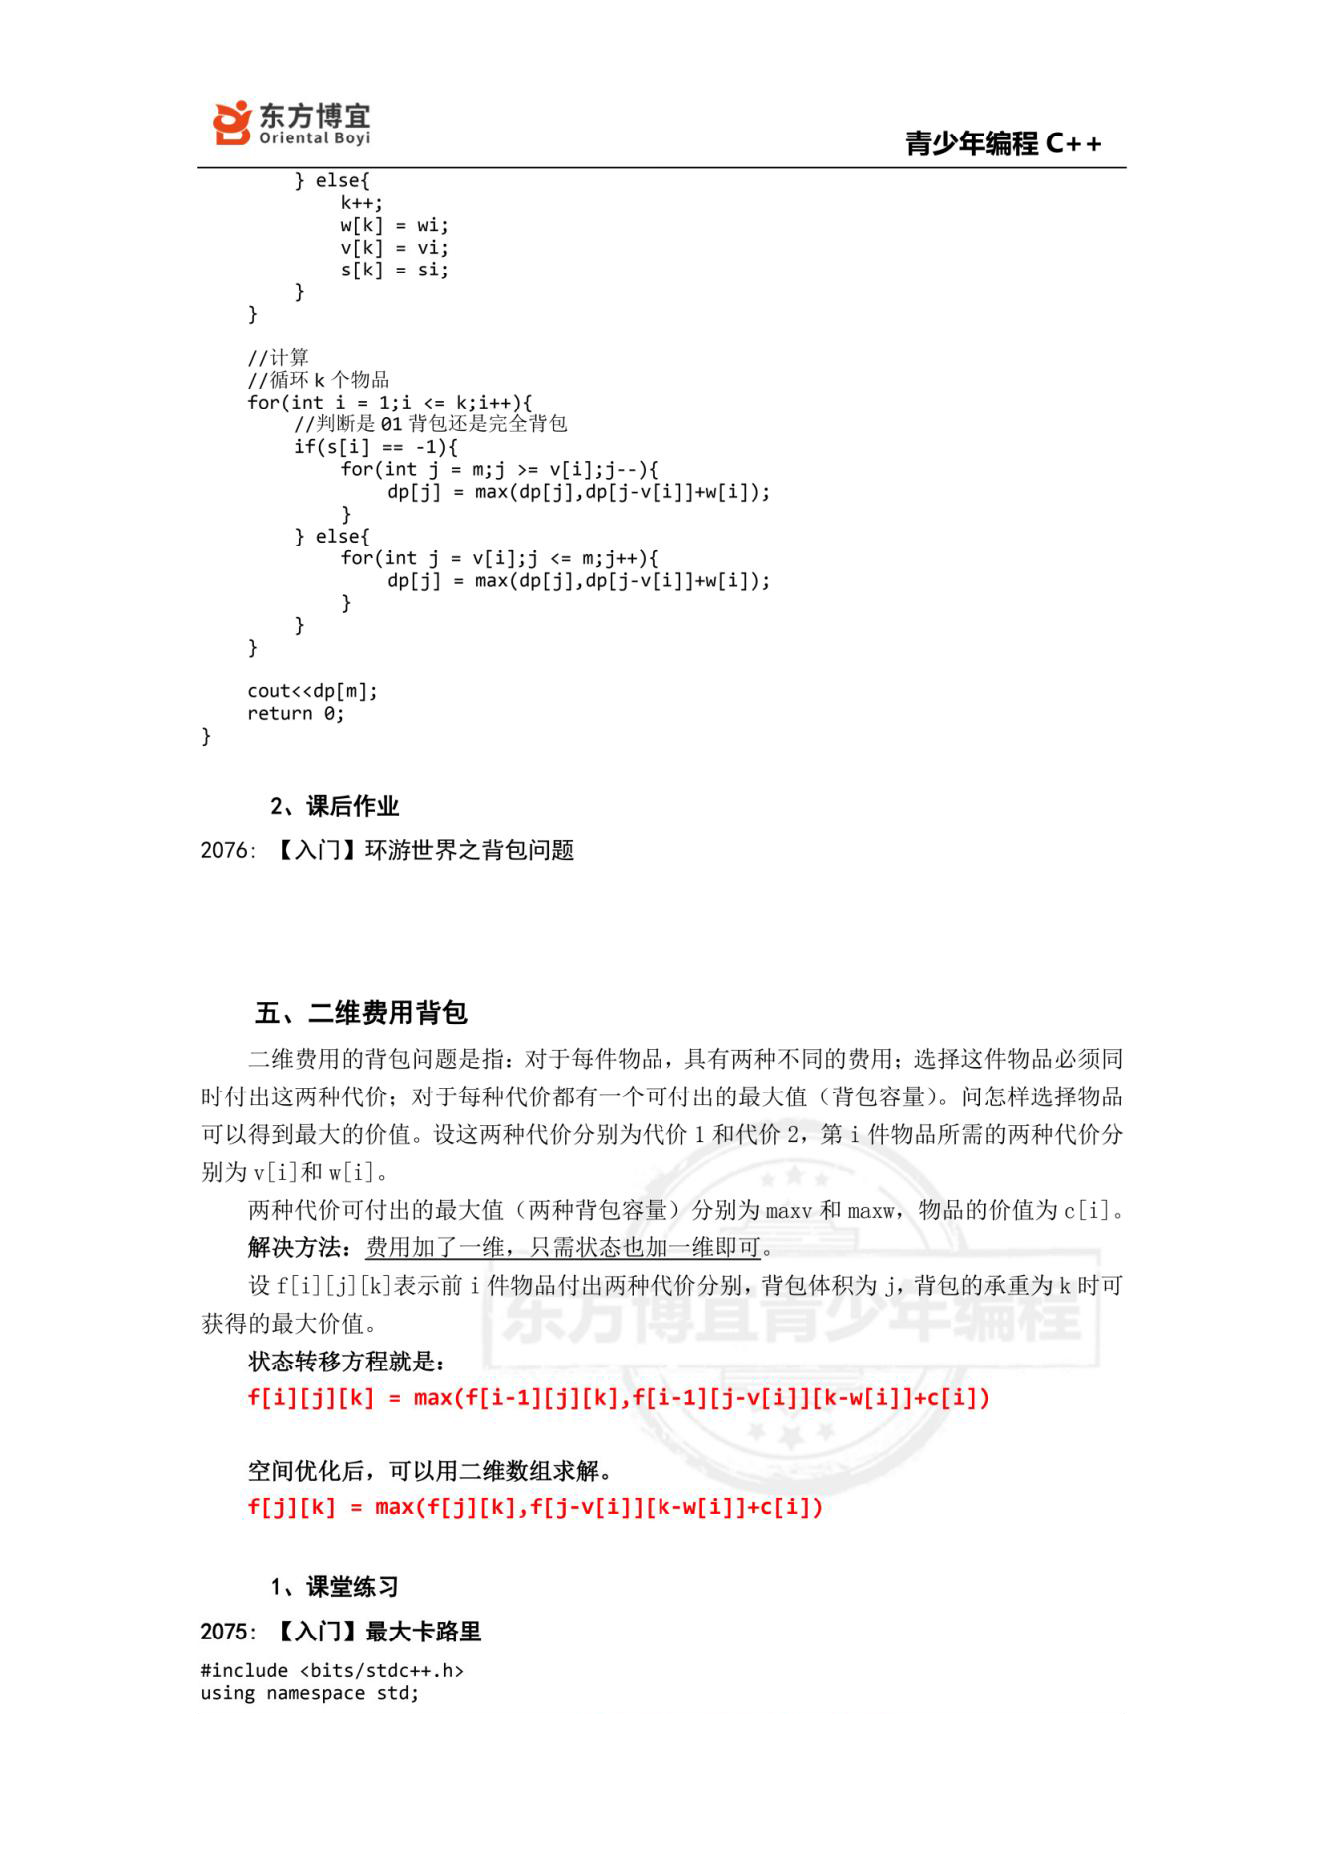 东方博宜
Oriental Boyi
青少年编程 C++
} else{
k++;
w[k] = wi;
v[k] = vi;
s[k] = si;
}
}
//计算
//循环 k 个物品
for(int i = 1;i <= k;i++){
//判断是 01 背包还是完全背包
if(s[i] == -1){
for(int j = m;j >= v[i];j--){
dp[j] = max(dp[j],dp[j-v[i]]+w[i]);
}
} else{
for(int j = v[i];j <= m;j++){
dp[j] = max(dp[j],dp[j-v[i]]+w[i]);
}
}
}
cout<<dp[m];
return 0;
}
2、课后作业
2076: 【入门】环游世界之背包问题
五、二维费用背包
二维费用的背包问题是指：对于每件物品，具有两种不同的费用；选择这件物品必须同
时付出这两种代价；对于每种代价都有一个可付出的最大值（背包容量）。问怎样选择物品
可以得到最大的价值。设这两种代价分别为代价 1 和代价 2，第 i 件物品所需的两种代价分
别为 v[i]和 w[i]。
两种代价可付出的最大值（两种背包容量）分别为 maxv 和 maxw，物品的价值为 c[i]。
解决方法：费用加了一维，只需状态也加一维即可。
设 f[i][j][k]表示前 i 件物品付出两种代价分别，背包体积为 j，背包的承重为 k 时可
获得的最大价值。
东方博宜青少年编程
状态转移方程就是：
f[i][j][k] = max(f[i-1][j][k],f[i-1][j-v[i]][k-w[i]]+c[i])
空间优化后，可以用二维数组求解。
f[j][k] = max(f[j][k],f[j-v[i]][k-w[i]]+c[i])
1、课堂练习
2075: 【入门】最大卡路里
#include <bits/stdc++.h>
using namespace std;